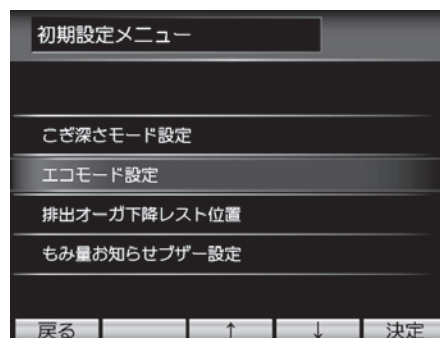 初期設定メニュー
こぎ深さモード設定
エコモード設定
排出オーガ下降レスト位置
もみ量お知らせブザー設定
戻る ↑ ↓ 決定